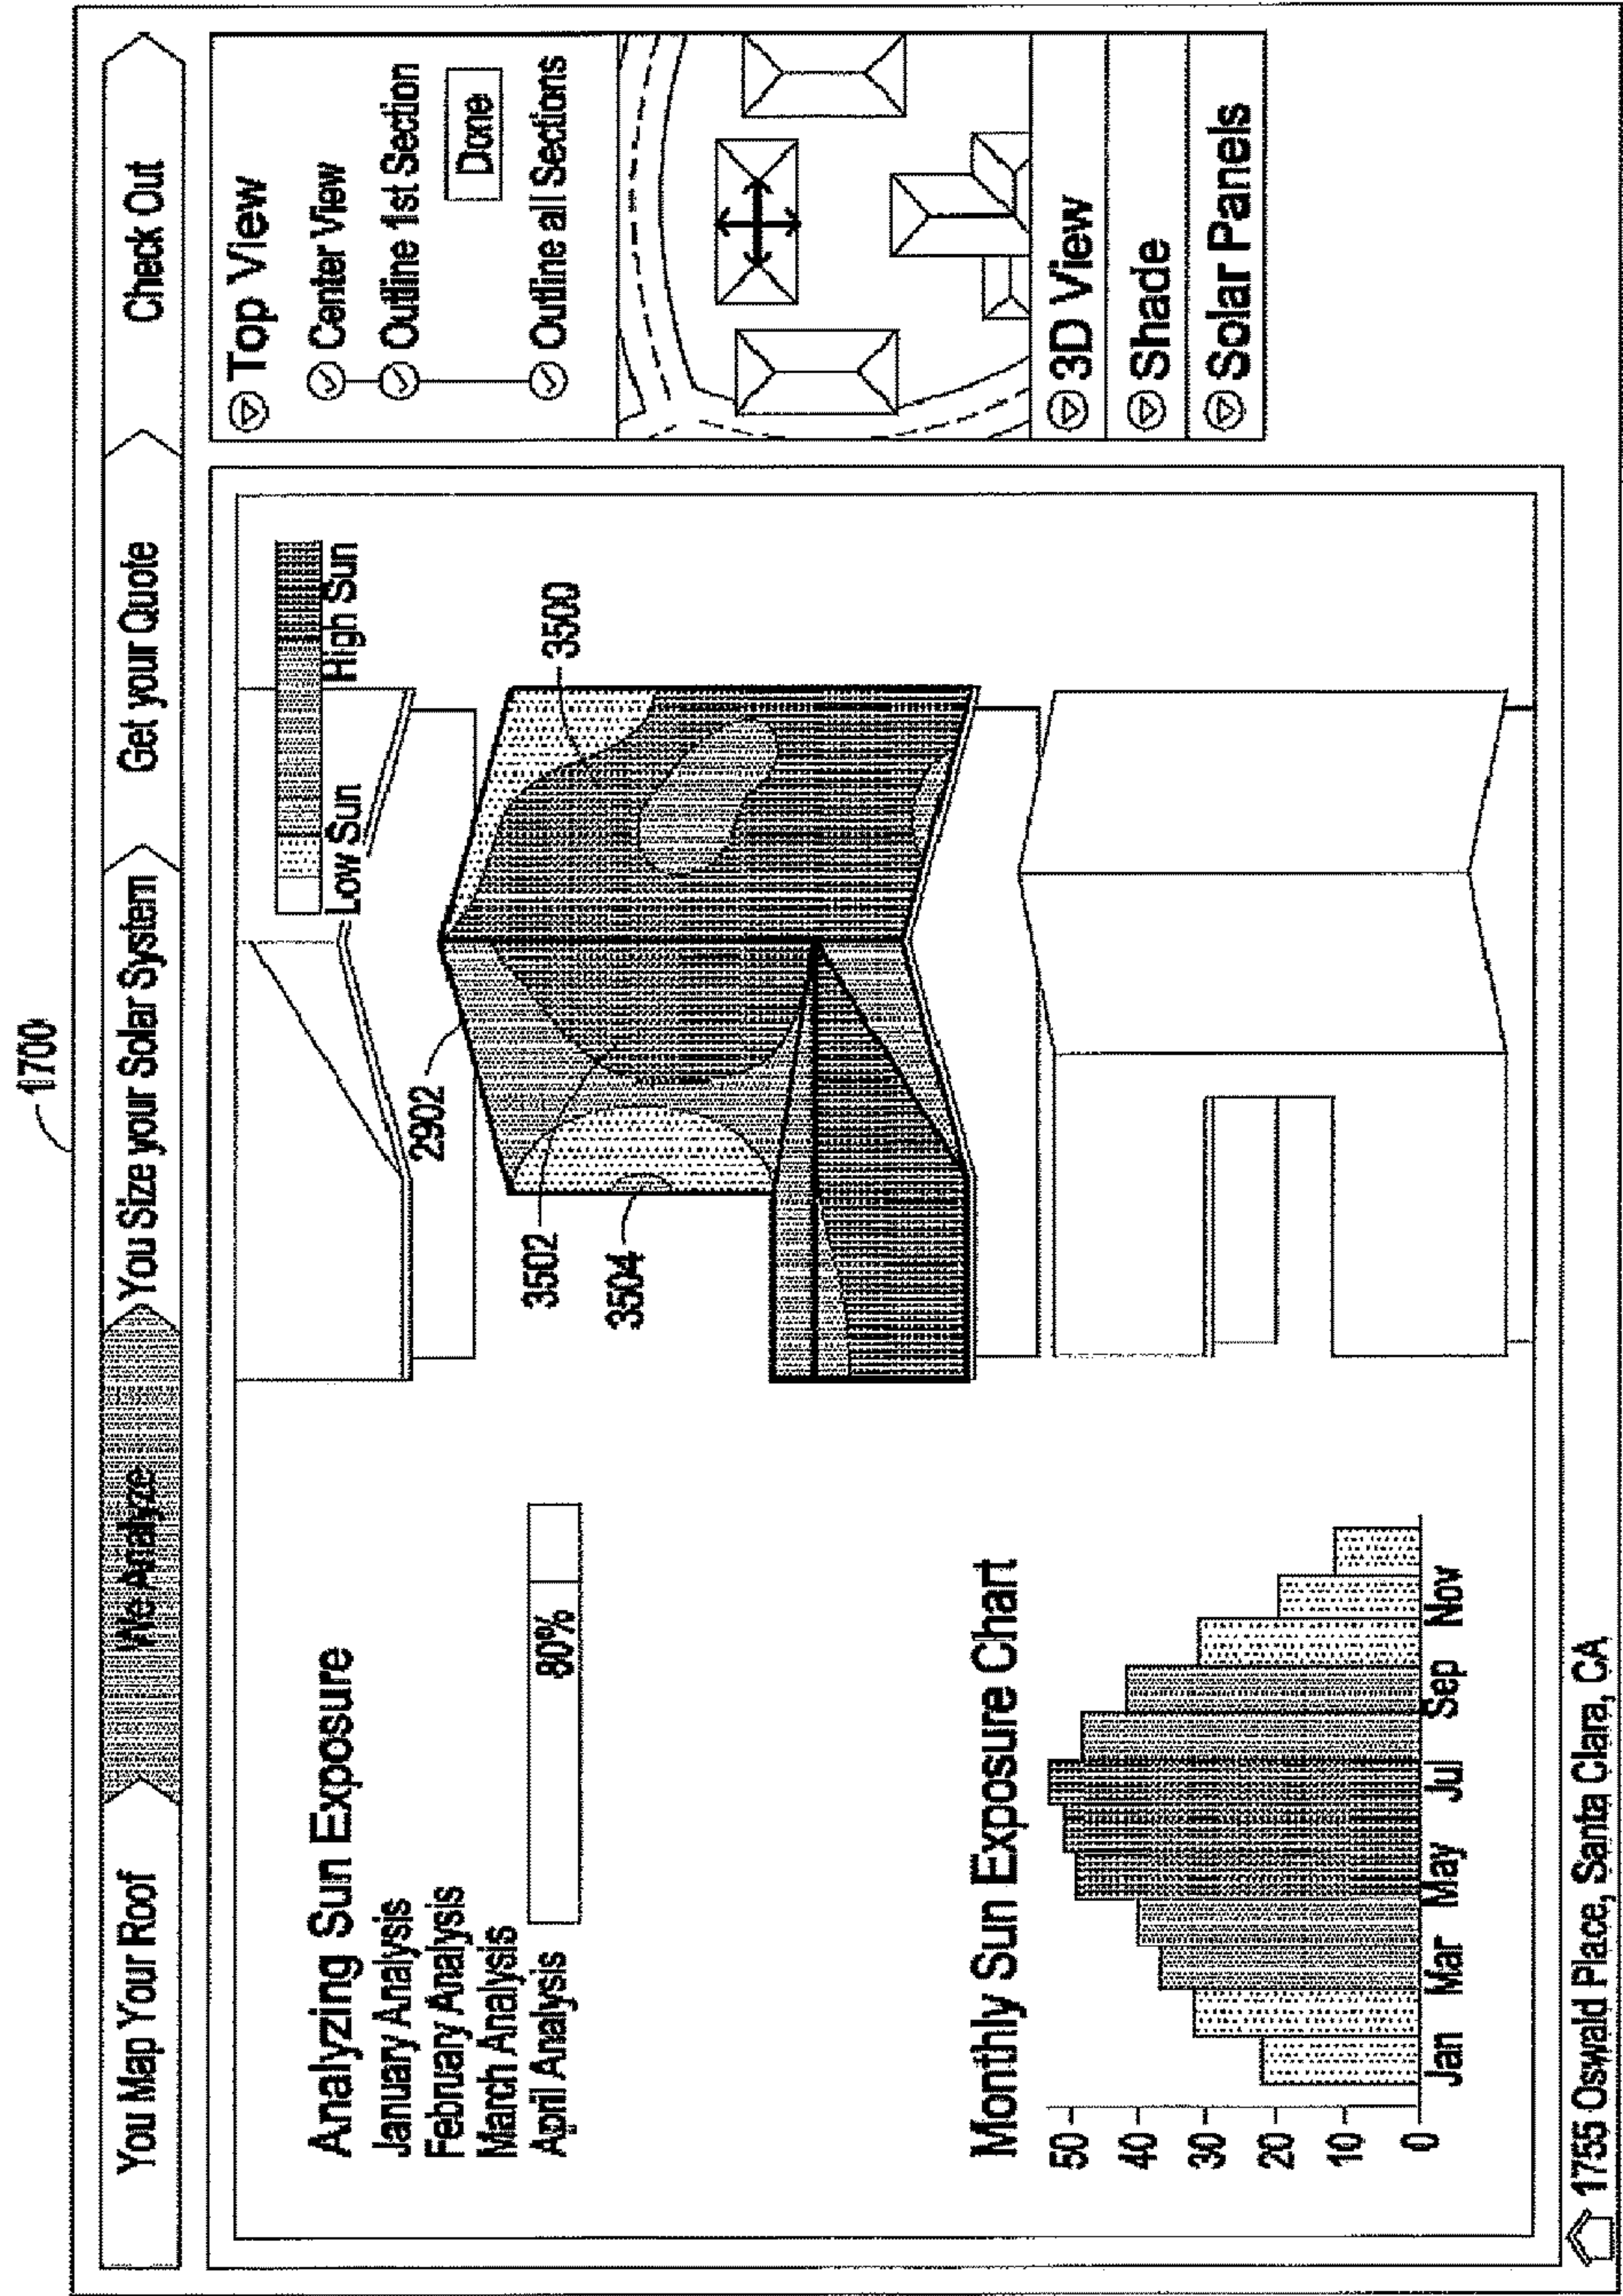 1700
You Map Your Roof
We Analyze
You Size your Solar System
Get your Quote
Check Out
Analyzing Sun Exposure
January Analysis
February Analysis
March Analysis
April Analysis
80%
Monthly Sun Exposure Chart
50
40
30
20
10
0
Jan Mar May Jul Sep Nov
Low Sun
High Sun
2902
3500
3502
3504
Top View
Center View
Outline 1st Section
Done
Outline all Sections
3D View
Shade
Solar Panels
1755 Oswald Place, Santa Clara, CA